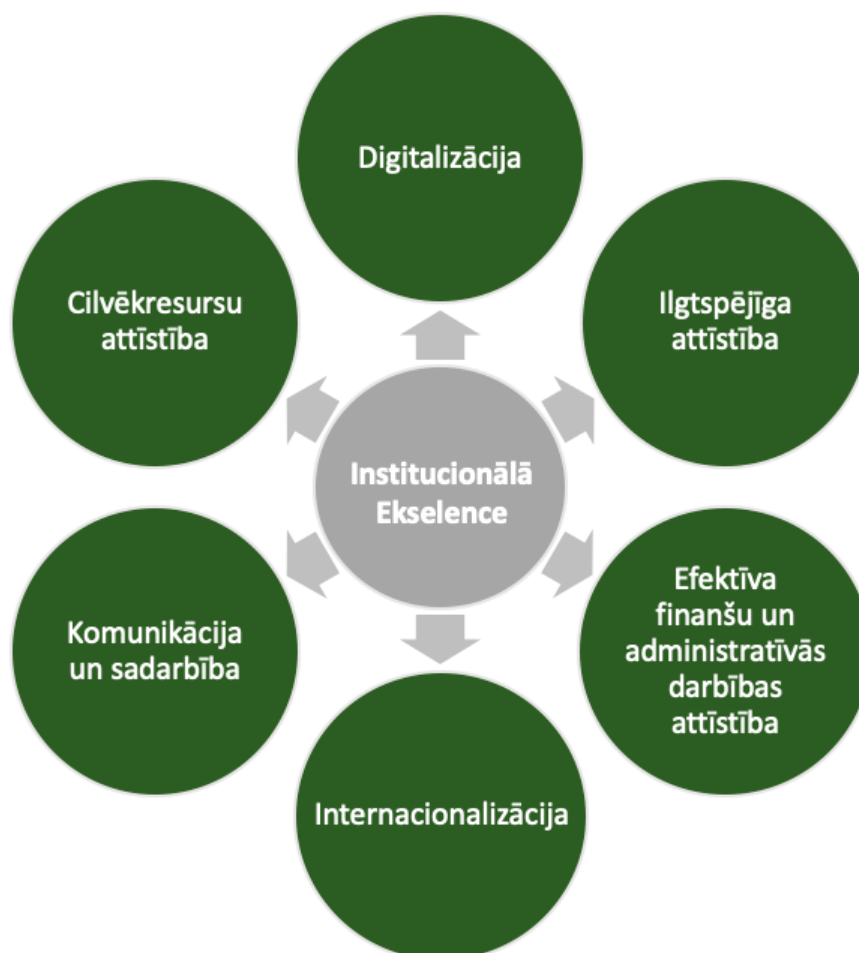 Digitalizācija
Cilvēkresursu
attīstība
Ilgtspējīga
attīstība
Institucionālā
Ekselence
Komunikācija
un sadarbība
Efektīva
finanšu un
administratīvās
darbības
attīstība
Internacionalizācija